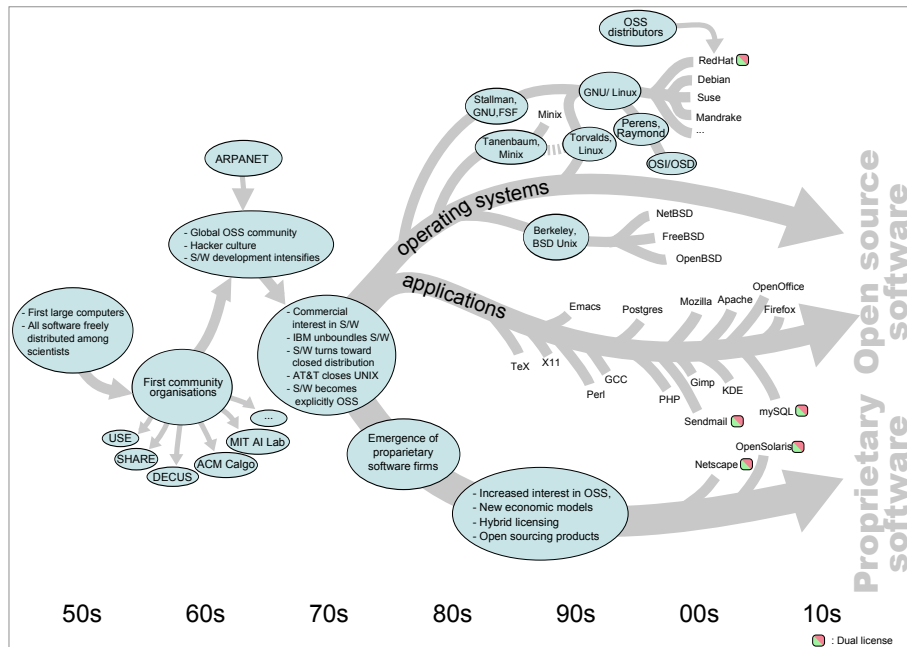 OSS
distributors
RedHat
Debian
Suse
Mandrake
...
GNU/ Linux
Stallman,
GNU,FSF
Minix
Tanenbaum,
Minix
Torvalds,
Linux
Perens,
Raymond
OSI/OSD
ARPANET
- Global OSS community
- Hacker culture
- S/W development intensifies
operating systems
Berkeley,
BSD Unix
NetBSD
FreeBSD
OpenBSD
applications
- First large computers
- All software freely
distributed among
scientists
- Commercial
interest in S/W
- IBM unbundles S/W
- S/W turns toward
closed distribution
- AT&T closes UNIX
- S/W becomes
explicitly OSS
Emacs
Postgres
Mozilla
Apache
OpenOffice
Firefox
TeX
X11
Perl
GCC
PHP
Gimp
KDE
Sendmail
mySQL
First community
organisations
...
USE
SHARE
DECUS
ACM Calgo
MIT AI Lab
Emergence of
proparietary
software firms
OpenSolaris
Netscape
- Increased interest in OSS,
- New economic models
- Hybrid licensing
- Open sourcing products
Open source
software
Proprietary
software
50s
60s
70s
80s
90s
00s
10s
: Dual license